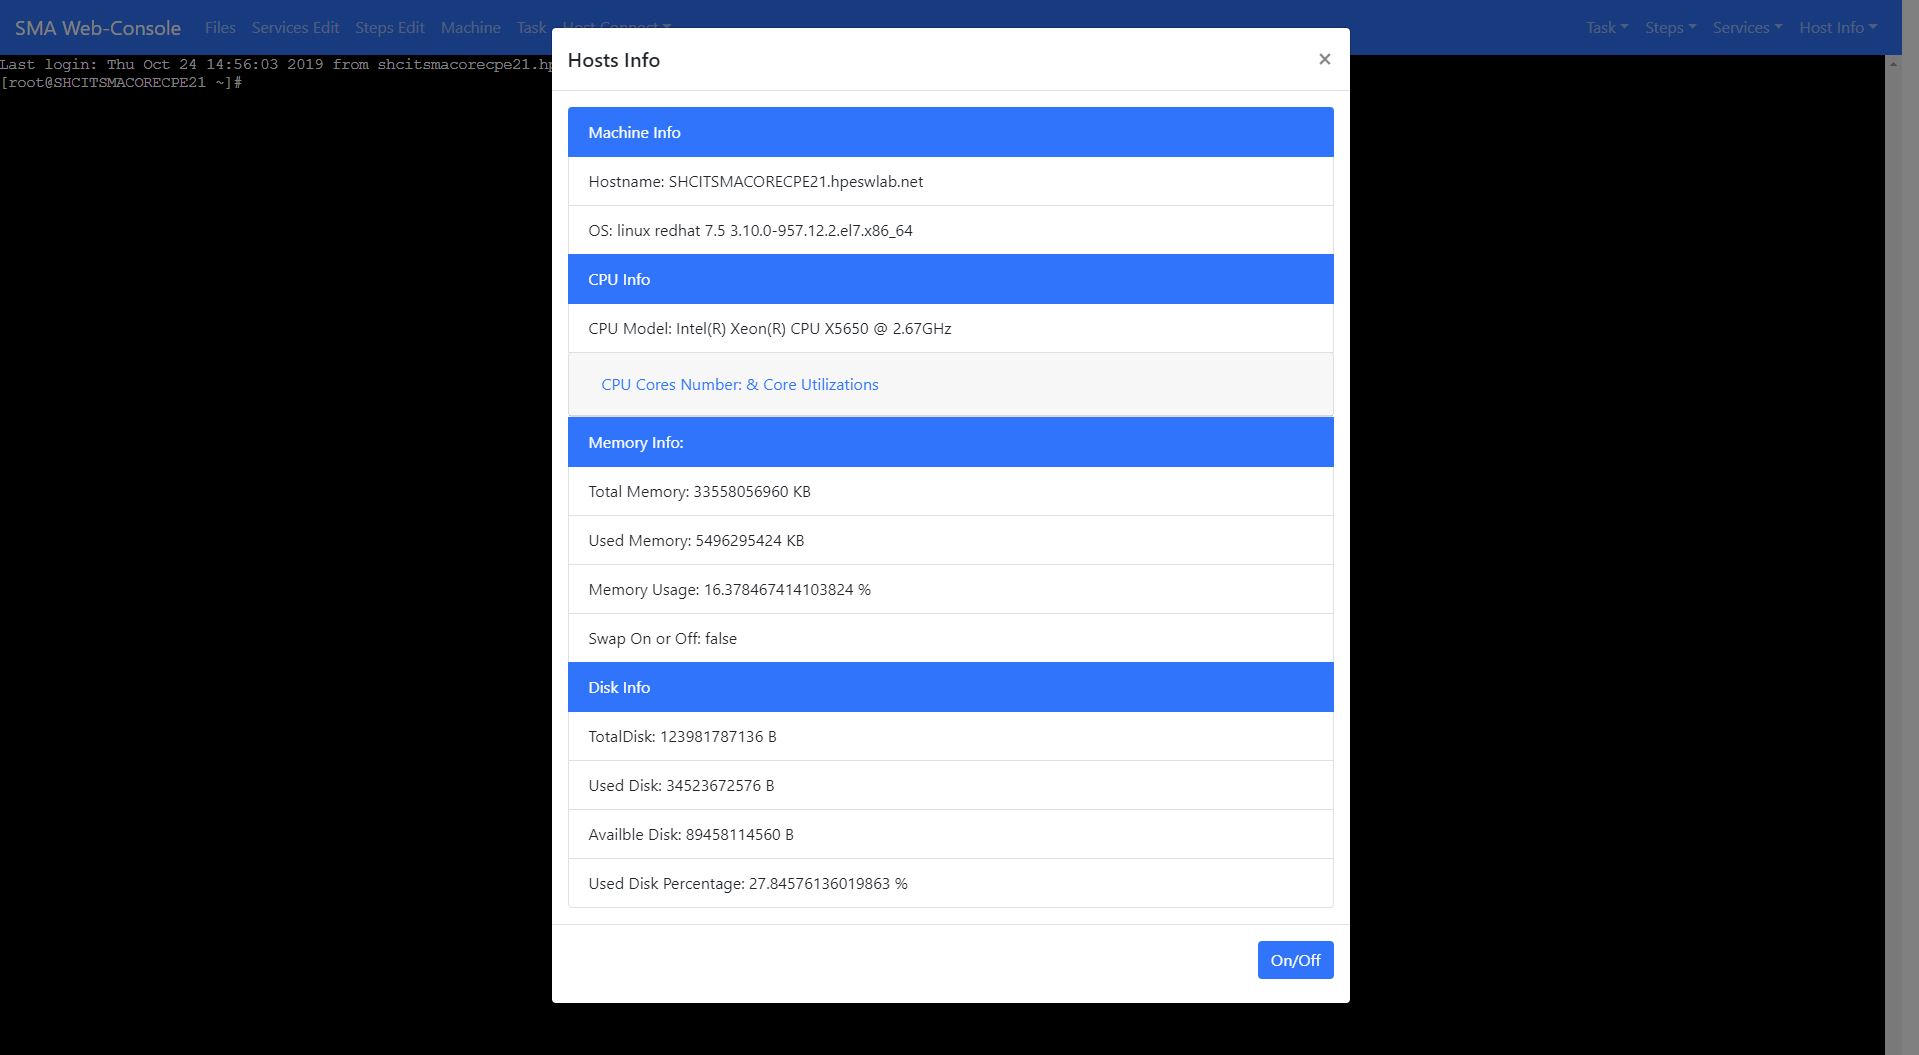 SMA Web-Console Files Services Edit Steps Edit Machine Task Host Connect Task Steps Services Host Info
Last login: Thu Oct 24 14:56:03 2019 from shcitsmacorecpe21.hp
[root@SHCITSMACORECPE21 ~]#
Hosts Info ×
Machine Info
Hostname: SHCITSMACORECPE21.hpeswlab.net
OS: linux redhat 7.5 3.10.0-957.12.2.el7.x86_64
CPU Info
CPU Model: Intel(R) Xeon(R) CPU X5650 @ 2.67GHz
CPU Cores Number: & Core Utilizations
Memory Info:
Total Memory: 33558056960 KB
Used Memory: 5496295424 KB
Memory Usage: 16.378467414103824 %
Swap On or Off: false
Disk Info
TotalDisk: 123981787136 B
Used Disk: 34523672576 B
Availble Disk: 89458114560 B
Used Disk Percentage: 27.84576136019863 %
On/Off